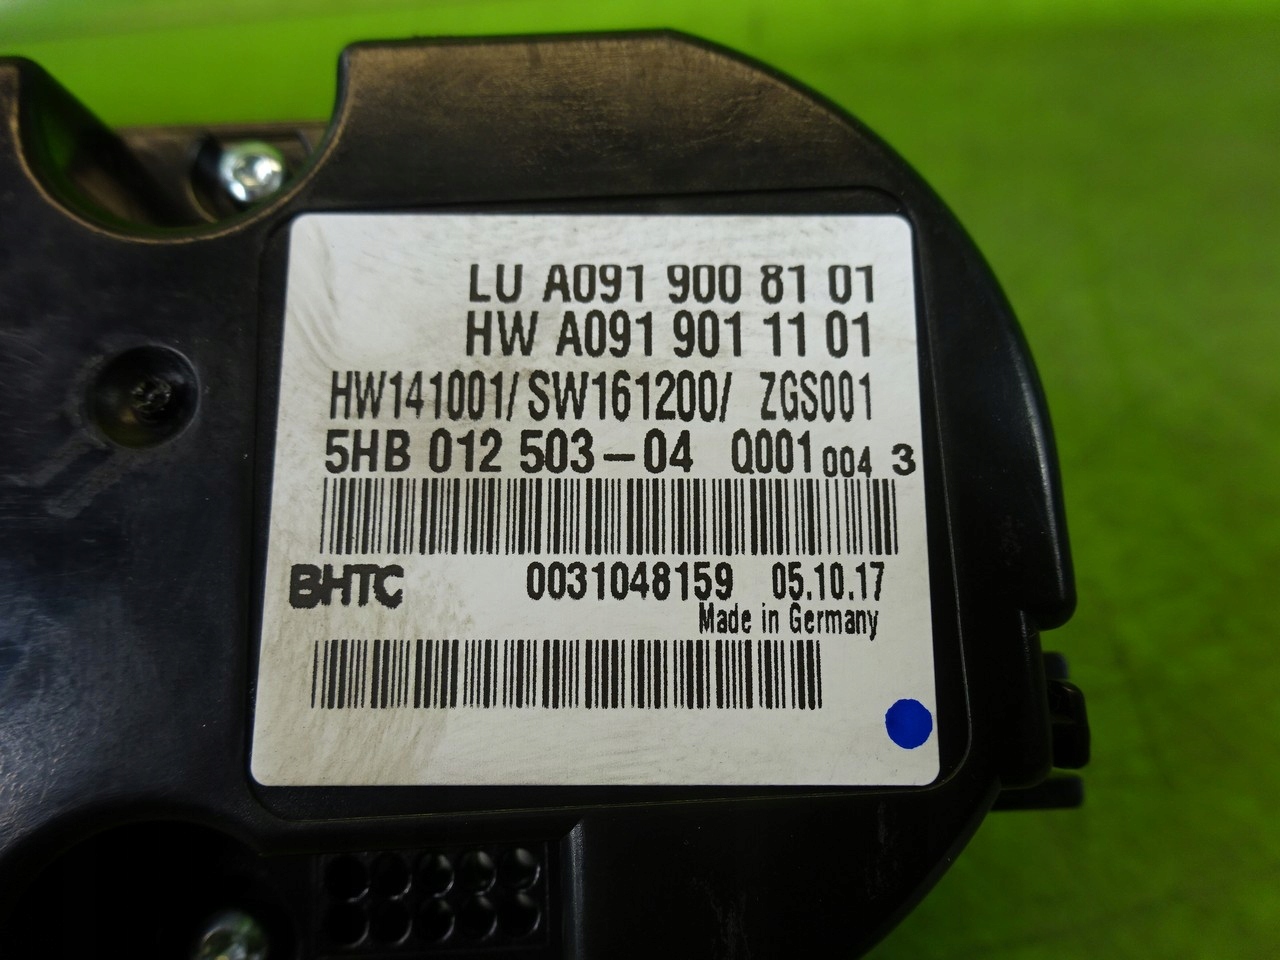 LU A091 900 81 01
HW A091 901 11 01
HW141001/ SW161200/ ZGS001
5HB 012 503-04 Q001 004 3
BHTC 0031048159 05.10.17
Made in Germany